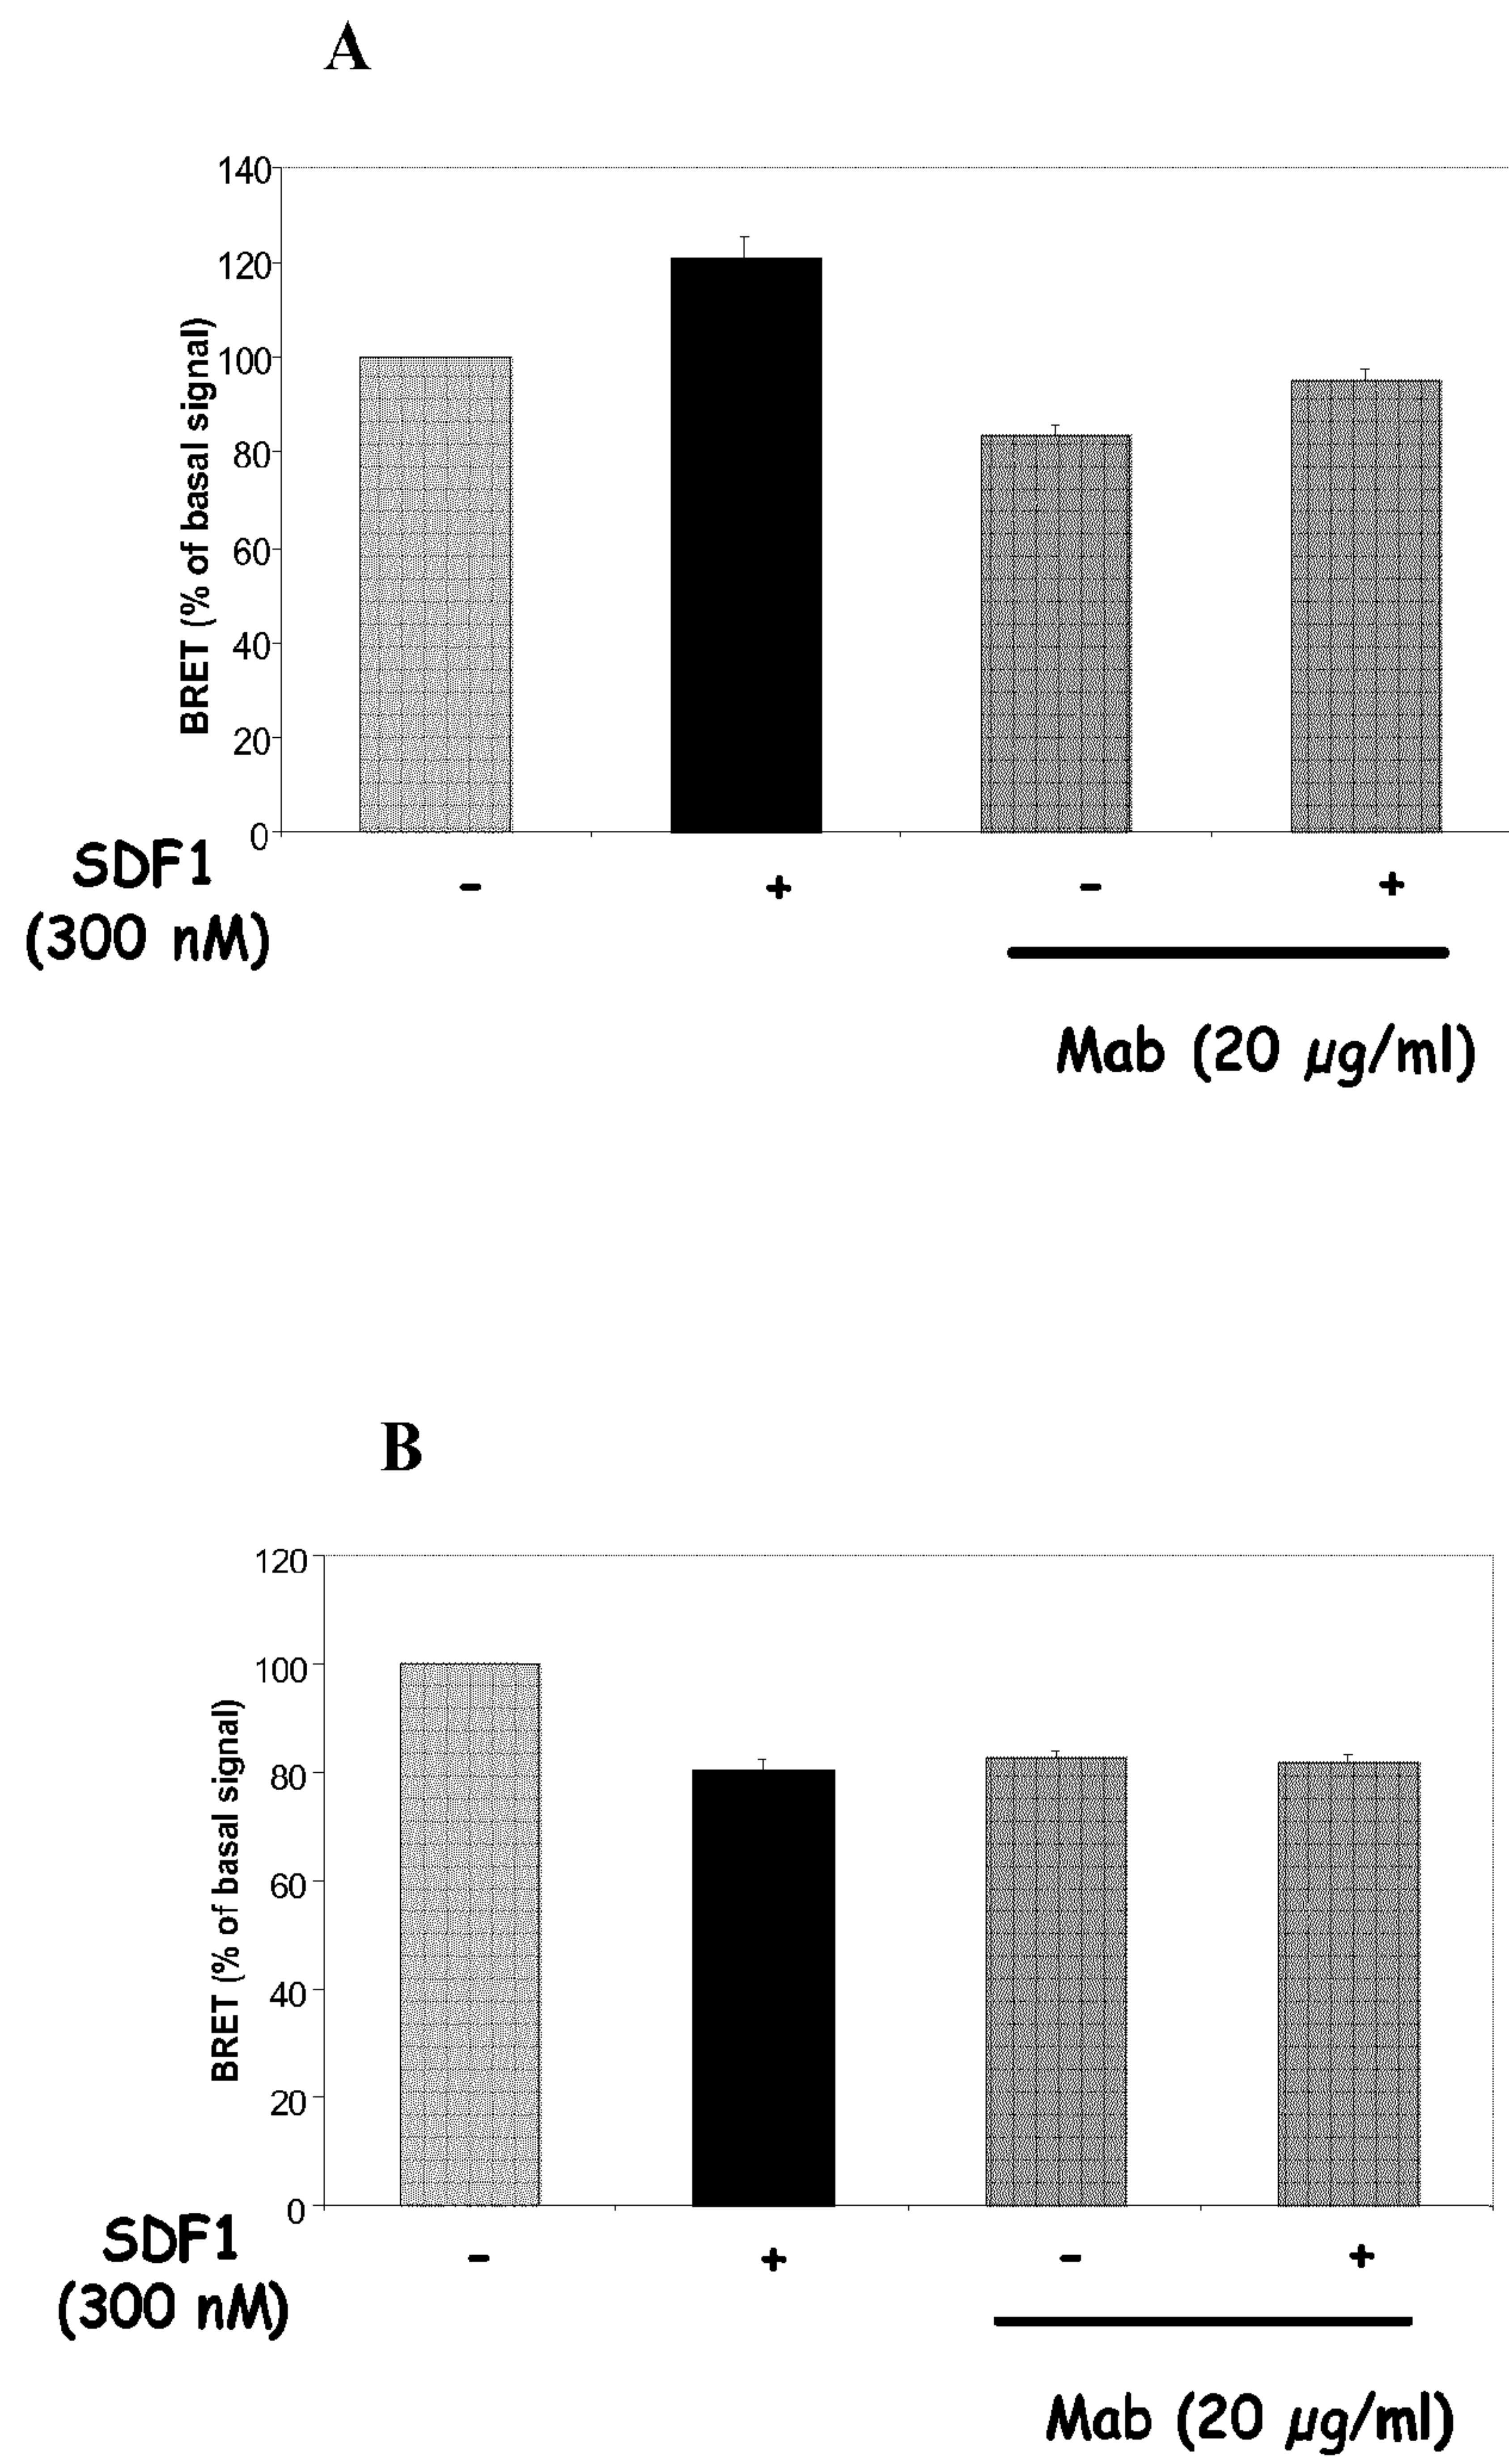 A
140
120
100
80
60
40
20
0
BRET (% of basal signal)
SDF1
(300 nM)
- + - +
Mab (20 µg/ml)
B
120
100
80
60
40
20
0
BRET (% of basal signal)
SDF1
(300 nM)
- + - +
Mab (20 µg/ml)